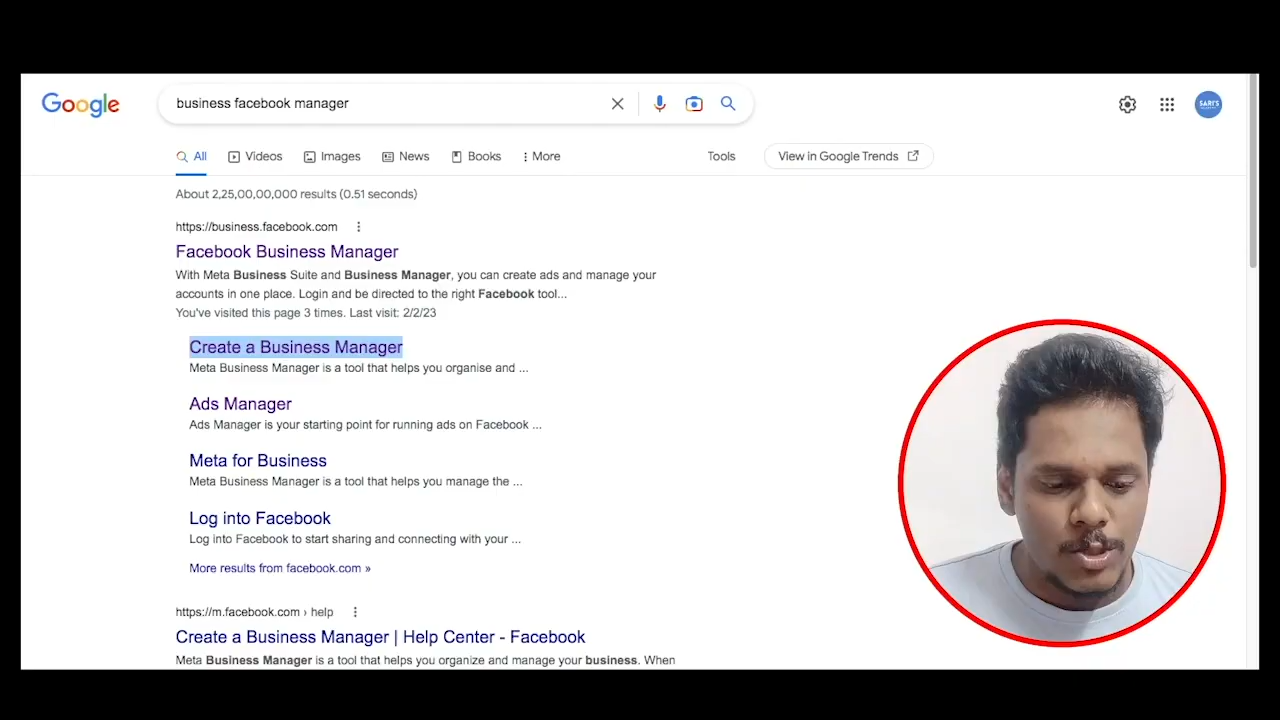 Google
business facebook manager
SARI'S
All
Videos
Images
News
Books
More
Tools
View in Google Trends
About 2,25,00,00,000 results (0.51 seconds)
https://business.facebook.com
Facebook Business Manager
With Meta Business Suite and Business Manager, you can create ads and manage your
accounts in one place. Login and be directed to the right Facebook tool...
You've visited this page 3 times. Last visit: 2/2/23
Create a Business Manager
Meta Business Manager is a tool that helps you organise and ...
Ads Manager
Ads Manager is your starting point for running ads on Facebook ...
Meta for Business
Meta Business Manager is a tool that helps you manage the ...
Log into Facebook
Log into Facebook to start sharing and connecting with your ...
More results from facebook.com »
https://m.facebook.com › help
Create a Business Manager | Help Center - Facebook
Meta Business Manager is a tool that helps you organize and manage your business. When